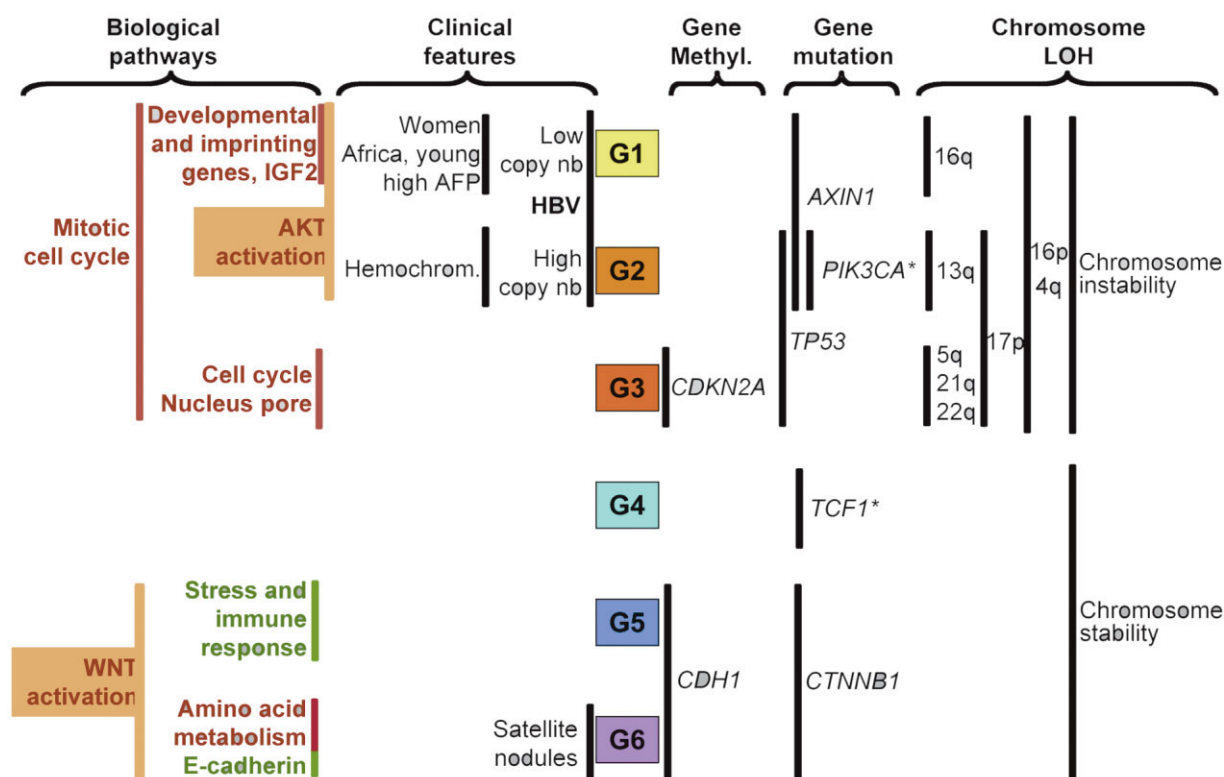 Biological
pathways
Clinical
features
Gene
Methyl.
Gene
mutation
Chromosome
LOH
Developmental
and imprinting
genes, IGF2
Mitotic
cell cycle
AKT
activation
Cell cycle
Nucleus pore
Women
Africa, young
high AFP
Low
copy nb
HBV
Hemochrom.
High
copy nb
G1
G2
G3
CDKN2A
AXIN1
PIK3CA*
TP53
16q
13q
5q
21q
22q
17p
16p
4q
Chromosome
instability
G4
TCF1*
Stress and
immune
response
WNT
activation
Amino acid
metabolism
E-cadherin
Satellite
nodules
G5
G6
CDH1
CTNNB1
Chromosome
stability